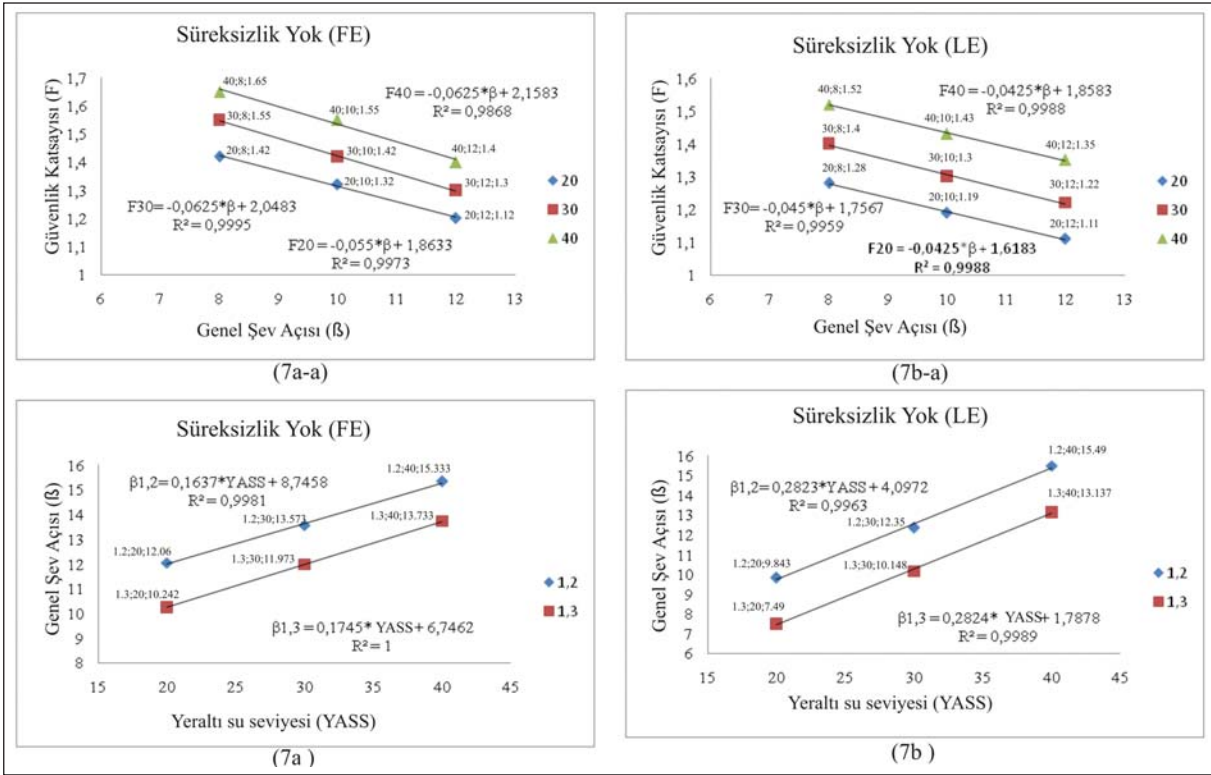 Süreksizlik Yok (FE)
Güvenlik Katsayısı (F)
1,7
1,6
1,5
1,4
1,3
1,2
1,1
1
40;8;1.65
30;8;1.55
20;8;1.42
40;10;1.55
30;10;1.42
20;10;1.32
40;12;1.4
30;12;1.3
20;12;1.12
F40 = -0,0625*β + 2,1583
R² = 0,9868
F30= -0,0625*β + 2,0483
R² = 0,9995
F20= -0,055*β + 1,8633
R² = 0,9973
20
30
40
6 7 8 9 10 11 12 13
Genel Şev Açısı (ß)
(7a-a)
Süreksizlik Yok (LE)
Güvenlik Katsayısı (F)
1,6
1,5
1,4
1,3
1,2
1,1
1
40;8;1.52
30;8;1.4
20;8;1.28
40;10;1.43
30;10;1.3
20;10;1.19
40;12;1.35
30;12;1.22
20;12;1.11
F40 = -0,0425*β + 1,8583
R² = 0,9988
F30= -0,045*β + 1,7567
R² = 0,9959
F20= -0,0425*β + 1,6183
R² = 0,9988
20
30
40
6 7 8 9 10 11 12 13
Genel Şev Açısı (ß)
(7b-a)
Süreksizlik Yok (FE)
Genel Şev Açısı (ß)
16
15
14
13
12
11
10
9
8
β1,2= 0,1637*YASS + 8,7458
R² = 0,9981
1.2;20;12.06
1.2;30;13.573
1.2;40;15.333
1.3;20;10.242
1.3;30;11.973
1.3;40;13.733
β1,3 = 0,1745* YASS + 6,7462
R² = 1
1,2
1,3
15 20 25 30 35 40 45
Yeraltı su seviyesi (YASS)
(7a )
Süreksizlik Yok (LE)
Genel Şev Açısı (ß)
16
15
14
13
12
11
10
9
8
7
6
β1,2= 0,2823*YASS + 4,0972
R² = 0,9963
1.2;20;9.843
1.2;30;12.35
1.2;40;15.49
1.3;20;7.49
1.3;30;10.148
1.3;40;13.137
β1,3= 0,2824* YASS+ 1,7878
R² = 0,9989
1,2
1,3
15 20 25 30 35 40 45
Yeraltı su seviyesi (YASS)
(7b )